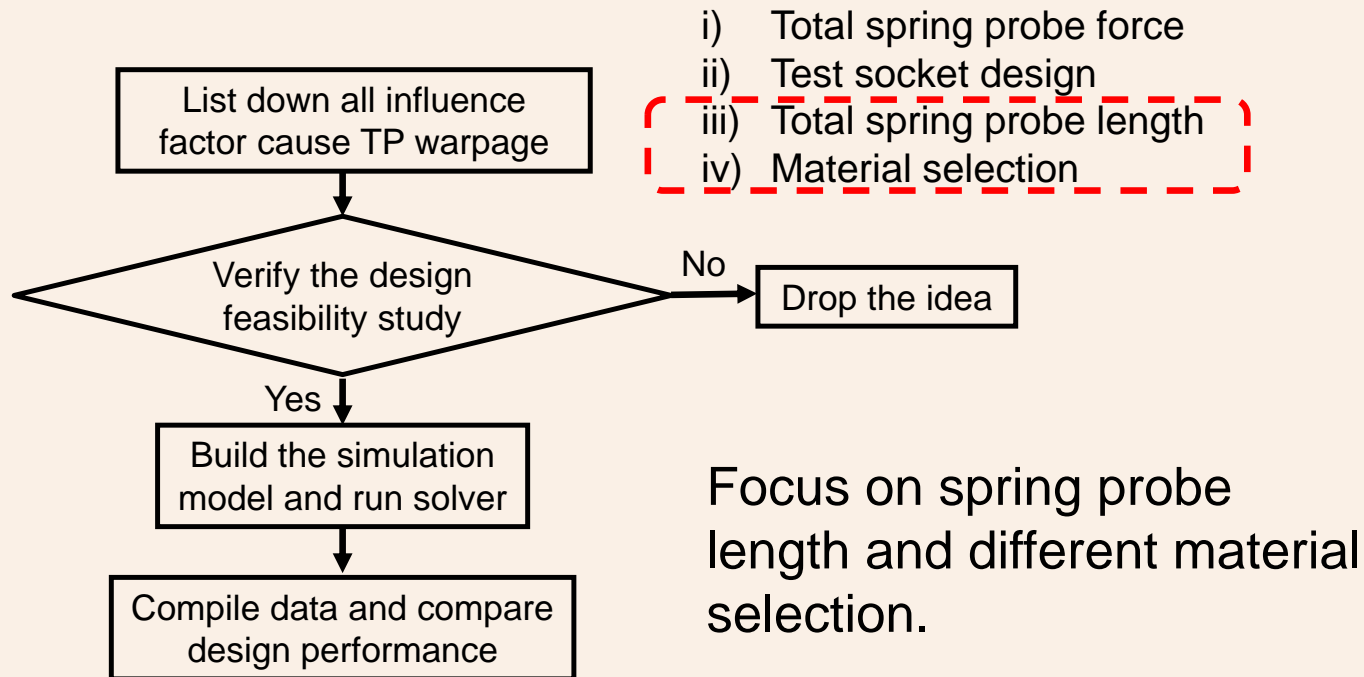 i) Total spring probe force
ii) Test socket design
iii) Total spring probe length
iv) Material selection
List down all influence
factor cause TP warpage
Verify the design
feasibility study
No
Drop the idea
Yes
Build the simulation
model and run solver
Compile data and compare
design performance
Focus on spring probe
length and different material
selection.